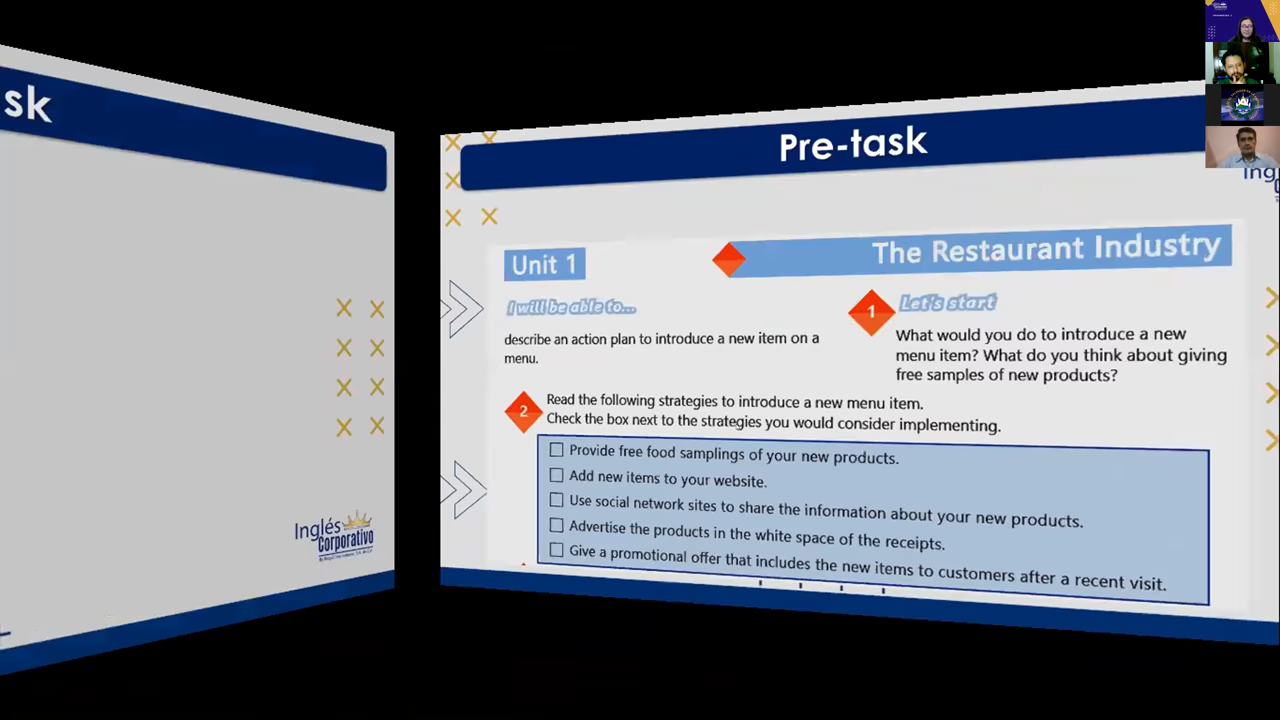 sk
Inglés
Corporativo
Pre-task
Ing
Unit 1
The Restaurant Industry
I will be able to...
describe an action plan to introduce a new item on a
menu.
1
Let's start
What would you do to introduce a new
menu item? What do you think about giving
free samples of new products?
2
Read the following strategies to introduce a new menu item.
Check the box next to the strategies you would consider implementing.
Provide free food samplings of your new products.
Add new items to your website.
Use social network sites to share the information about your new products.
Advertise the products in the white space of the receipts.
Give a promotional offer that includes the new items to customers after a recent visit.